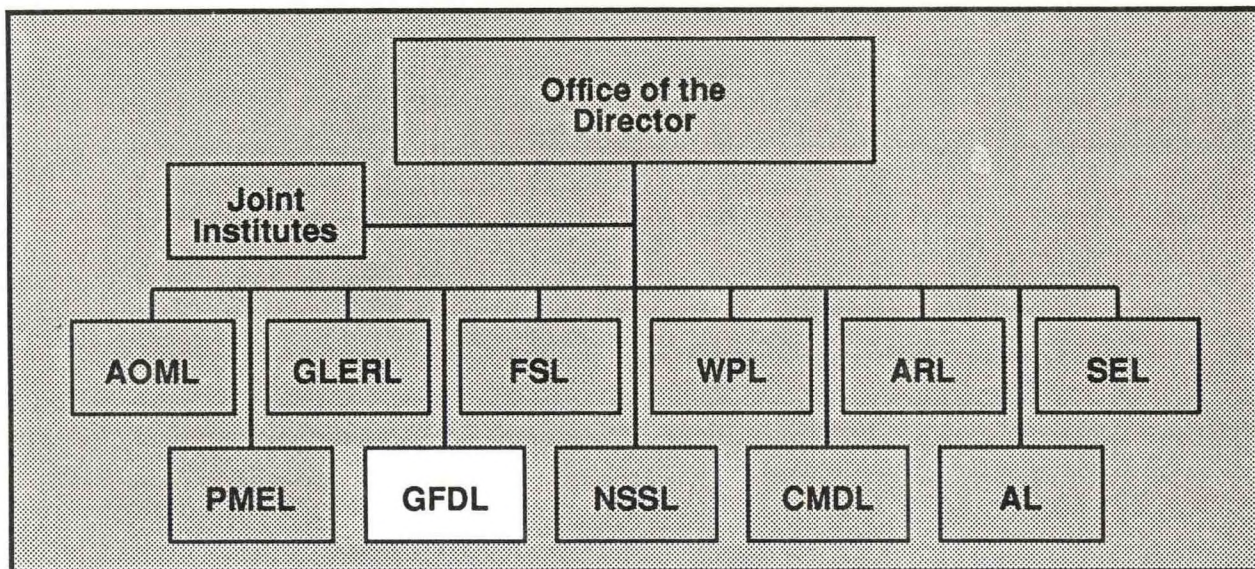 Office of the
Director
Joint
Institutes
AOML
GLERL
FSL
WPL
ARL
SEL
PMEL
GFDL
NSSL
CMDL
AL